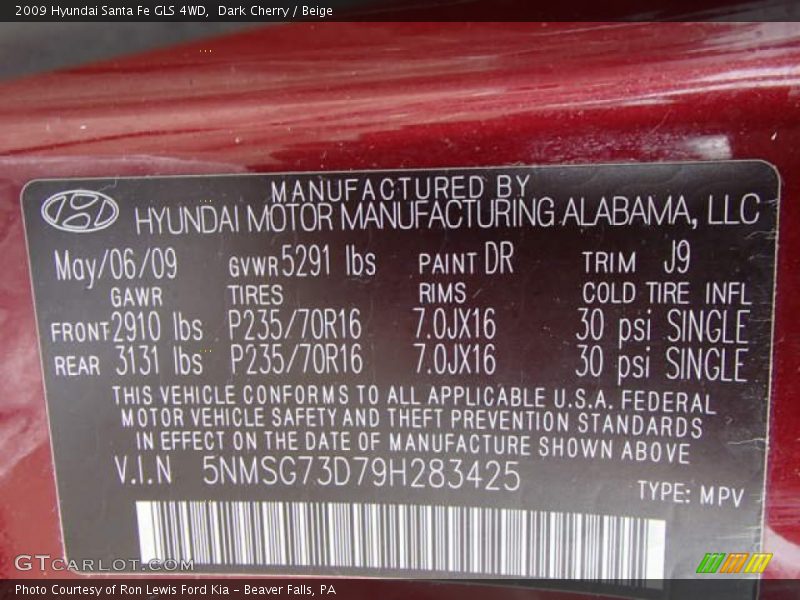 2009 Hyundai Santa Fe GLS 4WD, Dark Cherry / Beige
MANUFACTURED BY
HYUNDAI MOTOR MANUFACTURING ALABAMA, LLC
May/06/09 GVWR 5291 lbs PAINT DR TRIM J9
GAWR TIRES RIMS COLD TIRE INFL
FRONT 2910 lbs P235/70R16 7.0JX16 30 psi SINGLE
REAR 3131 lbs P235/70R16 7.0JX16 30 psi SINGLE
THIS VEHICLE CONFORMS TO ALL APPLICABLE U.S.A. FEDERAL
MOTOR VEHICLE SAFETY AND THEFT PREVENTION STANDARDS
IN EFFECT ON THE DATE OF MANUFACTURE SHOWN ABOVE
V.I.N 5NMSG73D79H283425
TYPE: MPV
GTCARLOT.COM
Photo Courtesy of Ron Lewis Ford Kia - Beaver Falls, PA